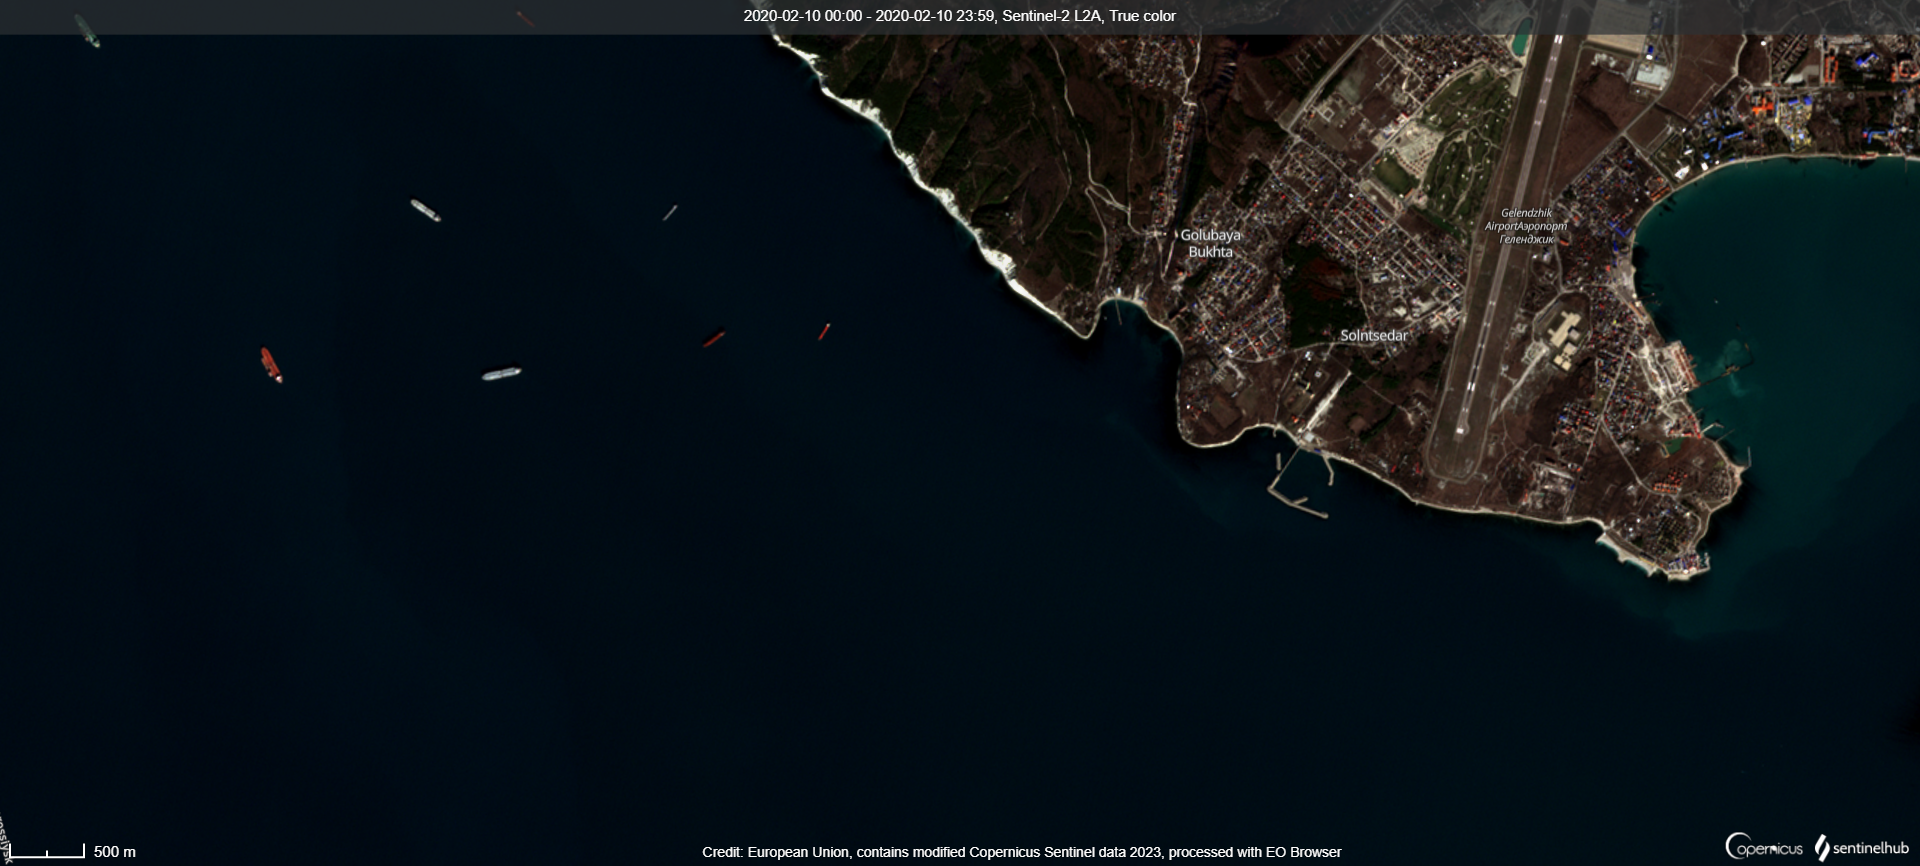 2020-02-10 00:00 - 2020-02-10 23:59, Sentinel-2 L2A, True color
Gelendzhik
AirportАэропорт
Геленджик
Golubaya
Bukhta
Solntsedar
500 m
Credit: European Union, contains modified Copernicus Sentinel data 2023, processed with EO Browser
Copernicus
sentinelhub